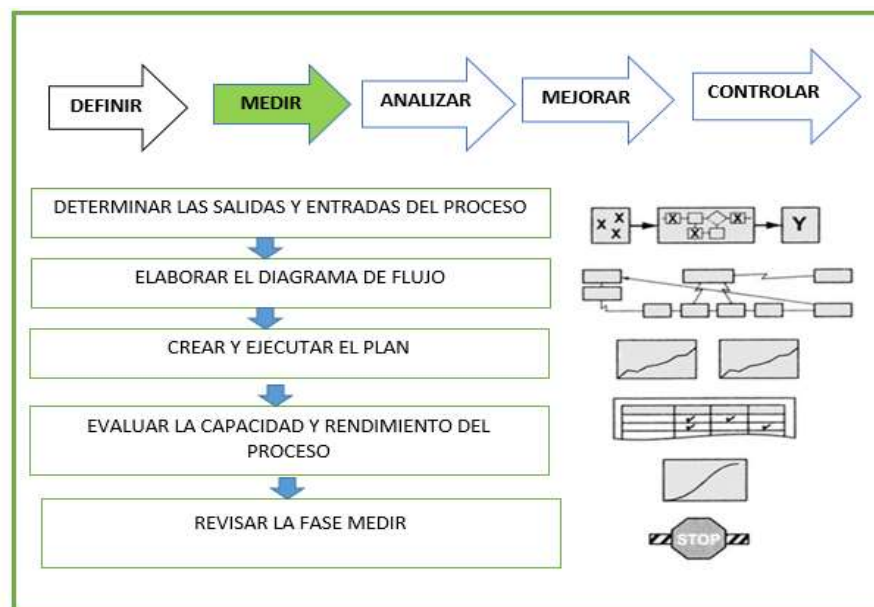 DEFINIR
MEDIR
ANALIZAR
MEJORAR
CONTROLAR
DETERMINAR LAS SALIDAS Y ENTRADAS DEL PROCESO
X X X
X
X
X
Y
ELABORAR EL DIAGRAMA DE FLUJO
CREAR Y EJECUTAR EL PLAN
EVALUAR LA CAPACIDAD Y RENDIMIENTO DEL
PROCESO
REVISAR LA FASE MEDIR
STOP